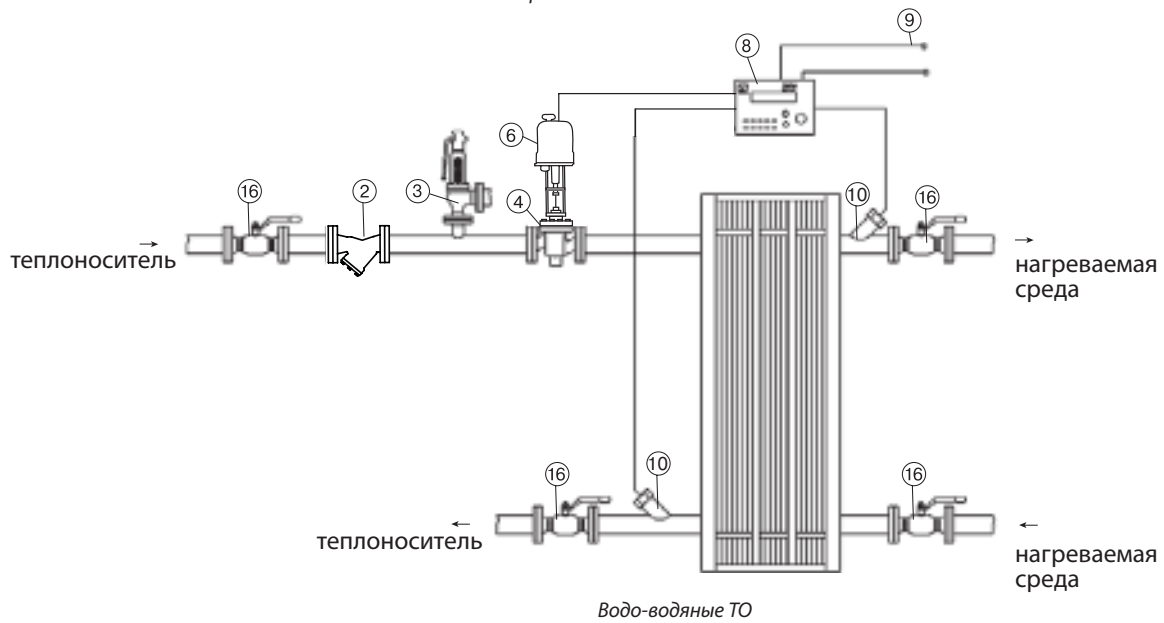 9
8
6
16
2
3
4
10
16
→
теплоноситель
→
нагреваемая
среда
10
16
16
←
теплоноситель
←
нагреваемая
среда
Водо-водяные ТО